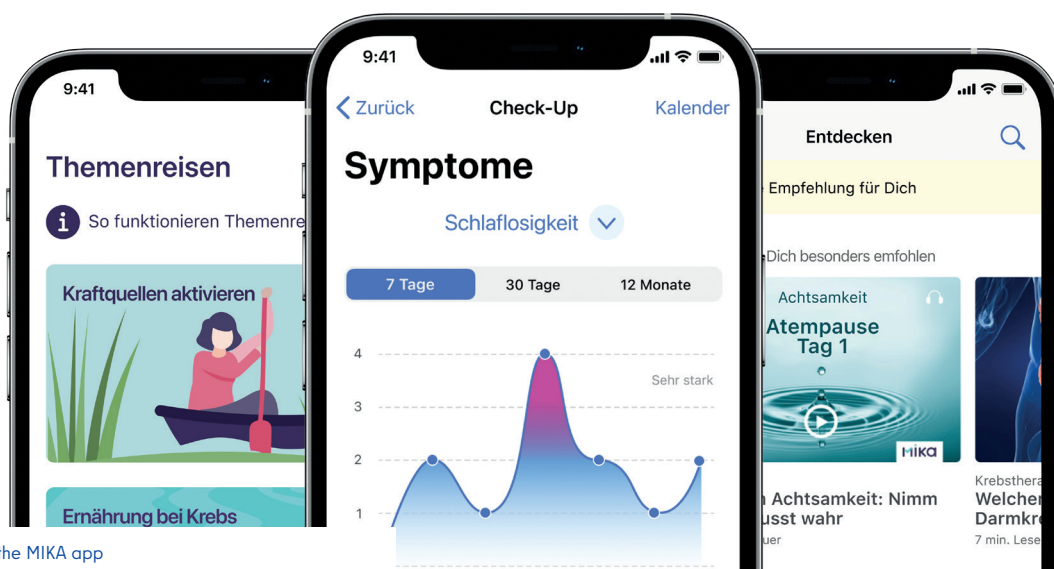 9:41
Themenreisen
i So funktionieren Themenre
Kraftquellen aktivieren
Ernährung bei Krebs
the MIKA app
9:41
Zurück Check-Up Kalender
Symptome
Schlaflosigkeit
7 Tage 30 Tage 12 Monate
4
Sehr stark
3
2
1
Entdecken
Empfehlung für Dich
Dich besonders emfohlen
Achtsamkeit
Atempause
Tag 1
MIKA
Achtsamkeit: Nimm
usst wahr
uer
Krebsthera
Welcher
Darmkre
7 min. Lese